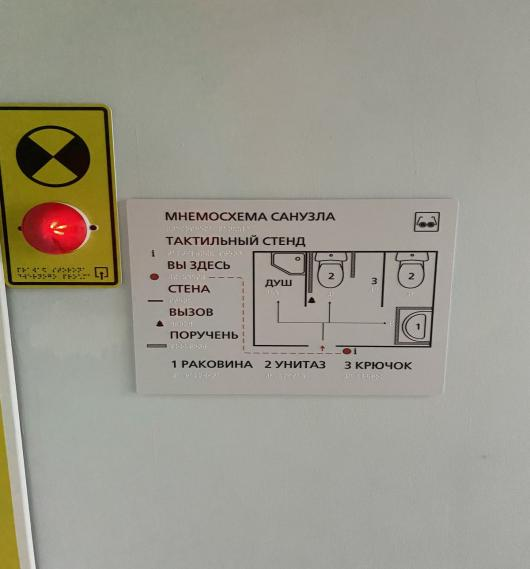 МНЕМОСХЕМА САНУЗЛА
ТАКТИЛЬНЫЙ СТЕНД
i
ВЫ ЗДЕСЬ
СТЕНА
ВЫЗОВ
ПОРУЧЕНЬ
ДУШ
2
3
2
1
i
1 РАКОВИНА 2 УНИТАЗ 3 КРЮЧОК